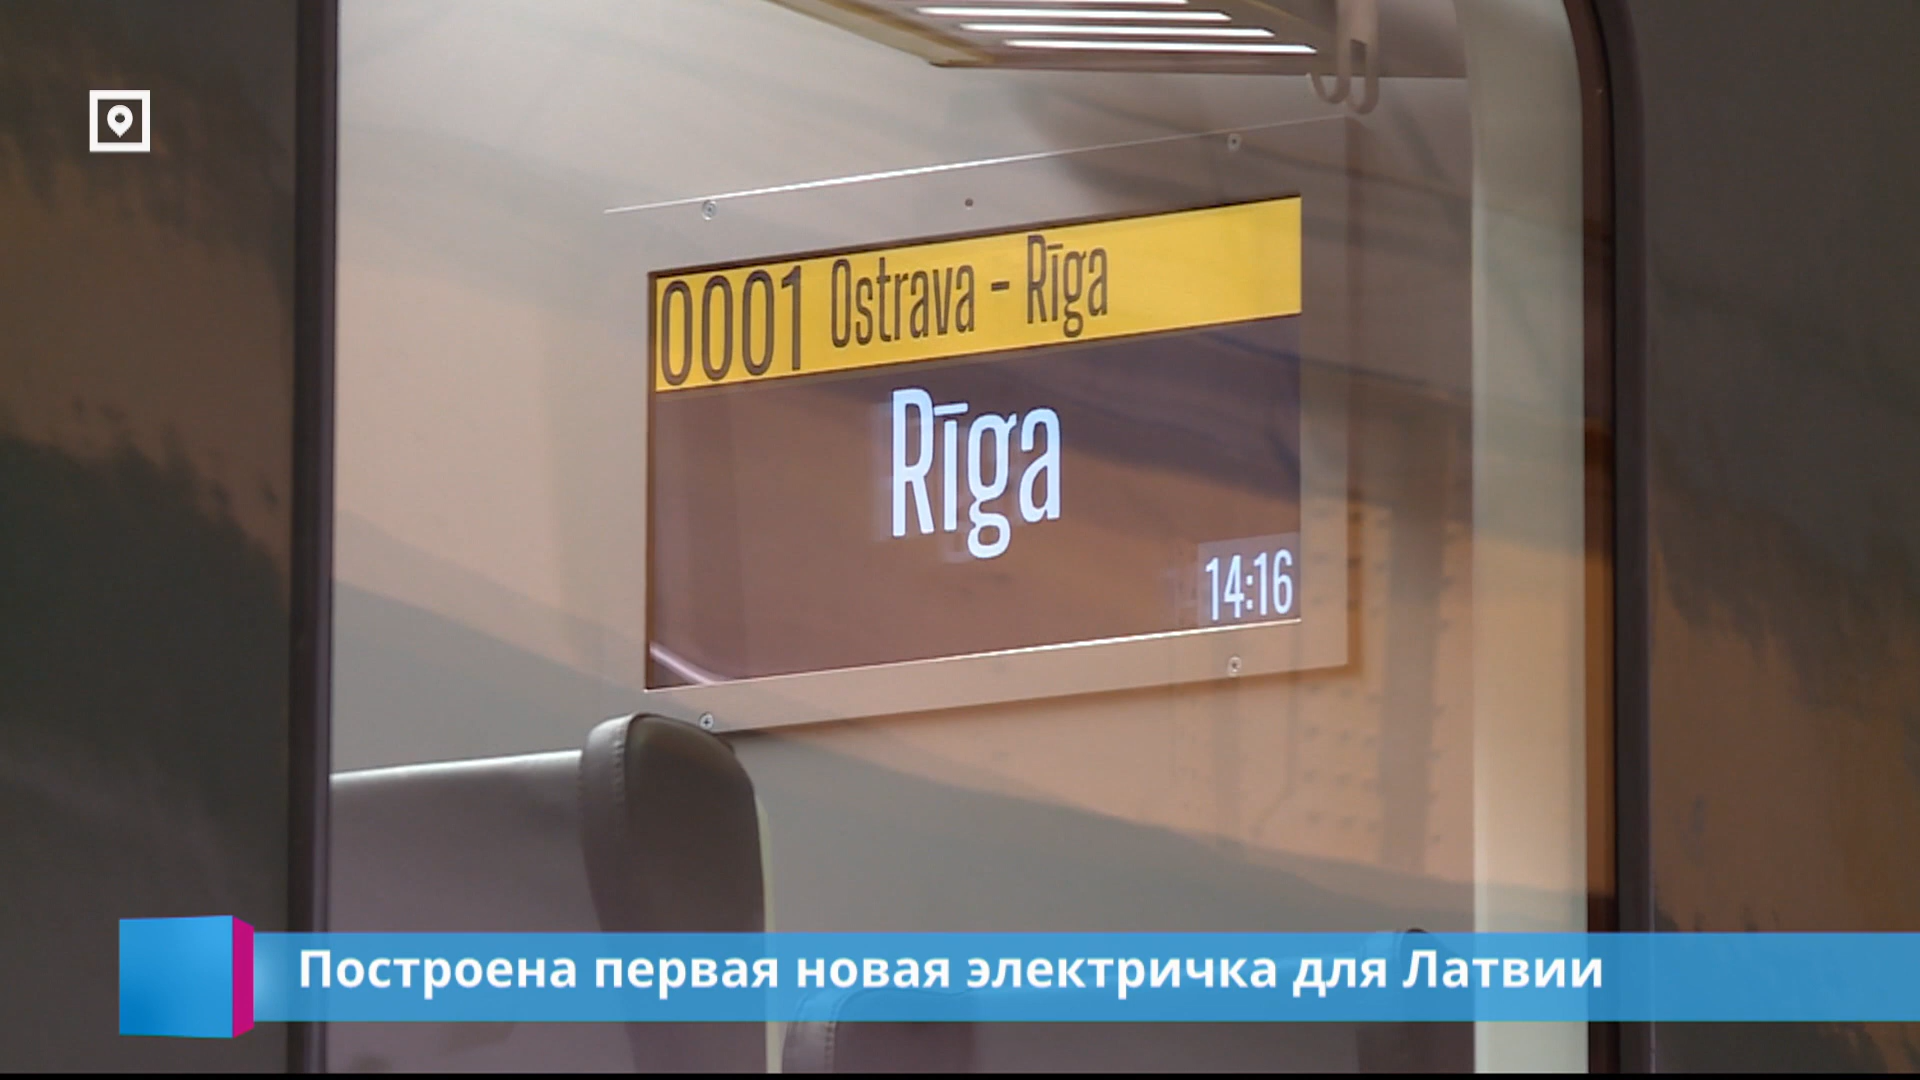 0001 Ostrava - Rīga
Rīga
14:16
Построена первая новая электричка для Латвии